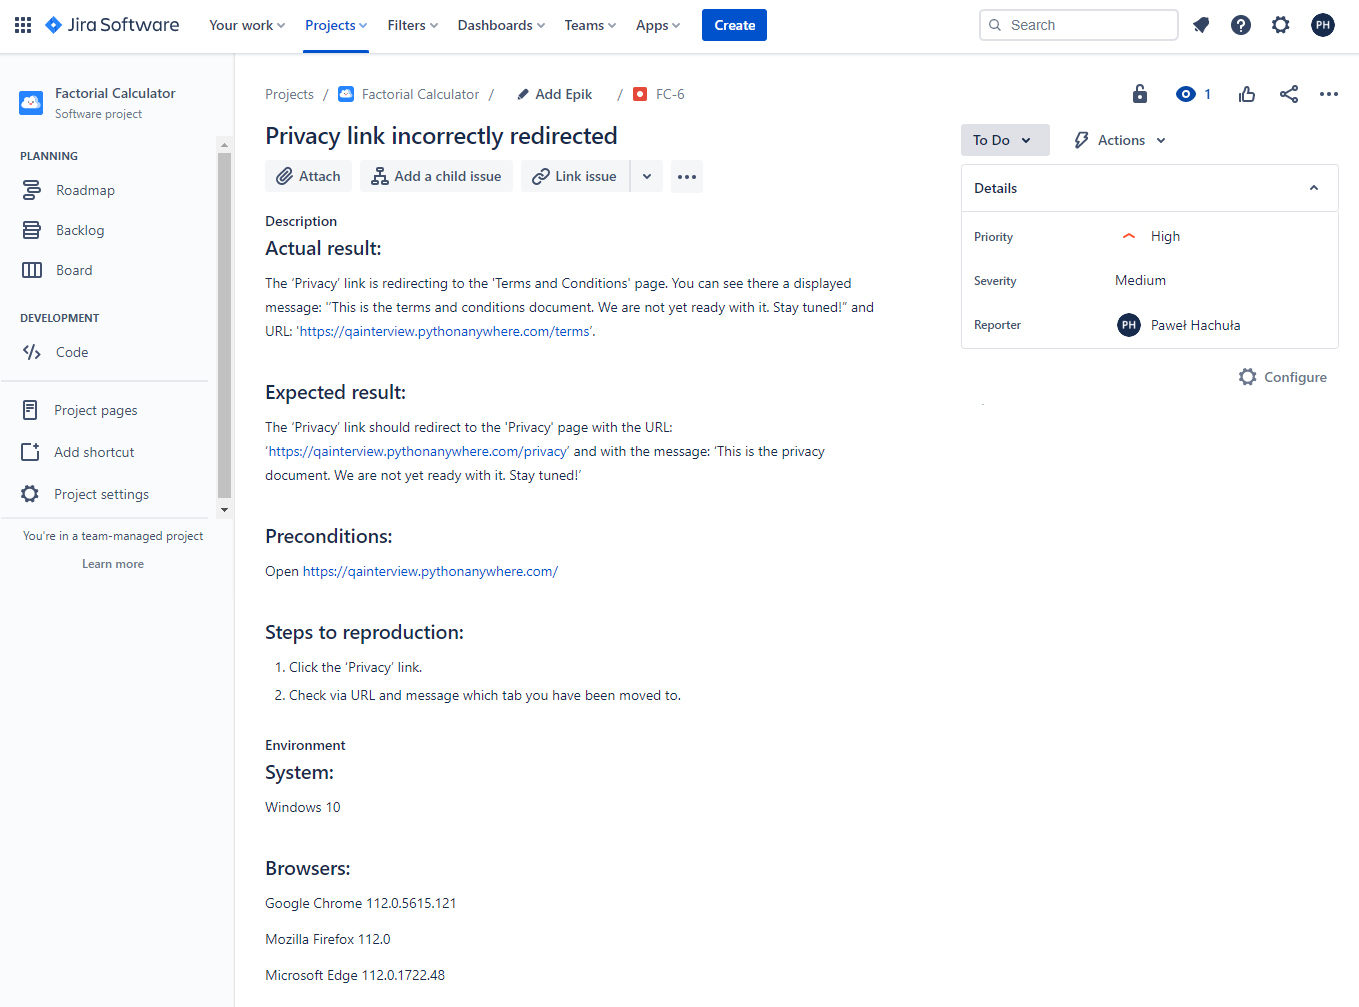 Jira Software
Your work
Projects
Filters
Dashboards
Teams
Apps
Create
Search
PH
Factorial Calculator
Software project
PLANNING
Roadmap
Backlog
Board
DEVELOPMENT
Code
Project pages
Add shortcut
Project settings
You're in a team-managed project
Learn more
Projects / Factorial Calculator / Add Epik / FC-6
1
Privacy link incorrectly redirected
Attach
Add a child issue
Link issue
Description
Actual result:
The ‘Privacy’ link is redirecting to the 'Terms and Conditions' page. You can see there a displayed
message: '’This is the terms and conditions document. We are not yet ready with it. Stay tuned!” and
URL: 'https://qainterview.pythonanywhere.com/terms’.
Expected result:
The ‘Privacy’ link should redirect to the 'Privacy' page with the URL:
‘https://qainterview.pythonanywhere.com/privacy’ and with the message: ‘This is the privacy
document. We are not yet ready with it. Stay tuned!’
Preconditions:
Open https://qainterview.pythonanywhere.com/
Steps to reproduction:
1. Click the ‘Privacy’ link.
2. Check via URL and message which tab you have been moved to.
Environment
System:
Windows 10
Browsers:
Google Chrome 112.0.5615.121
Mozilla Firefox 112.0
Microsoft Edge 112.0.1722.48
To Do
Actions
Details
Priority
High
Severity
Medium
Reporter
PH Paweł Hachuła
Configure